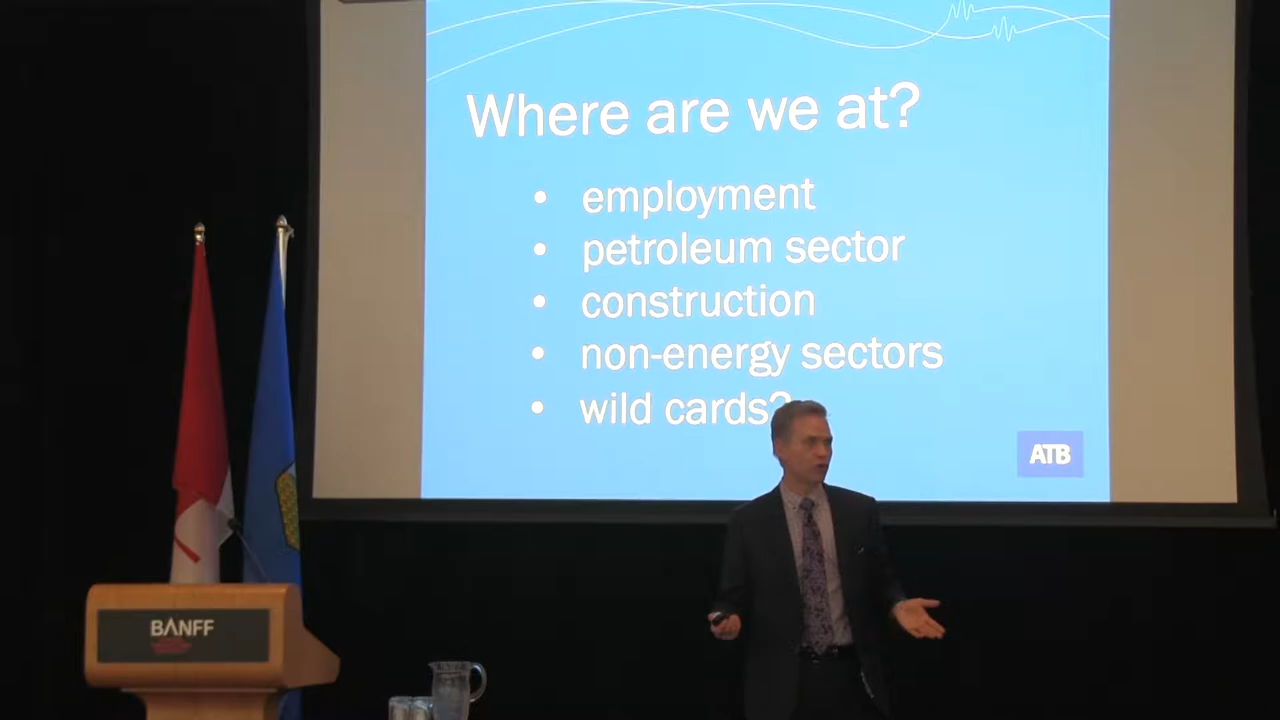 Where are we at?
• employment
• petroleum sector
• construction
• non-energy sectors
• wild cards?
ATB
BANFF